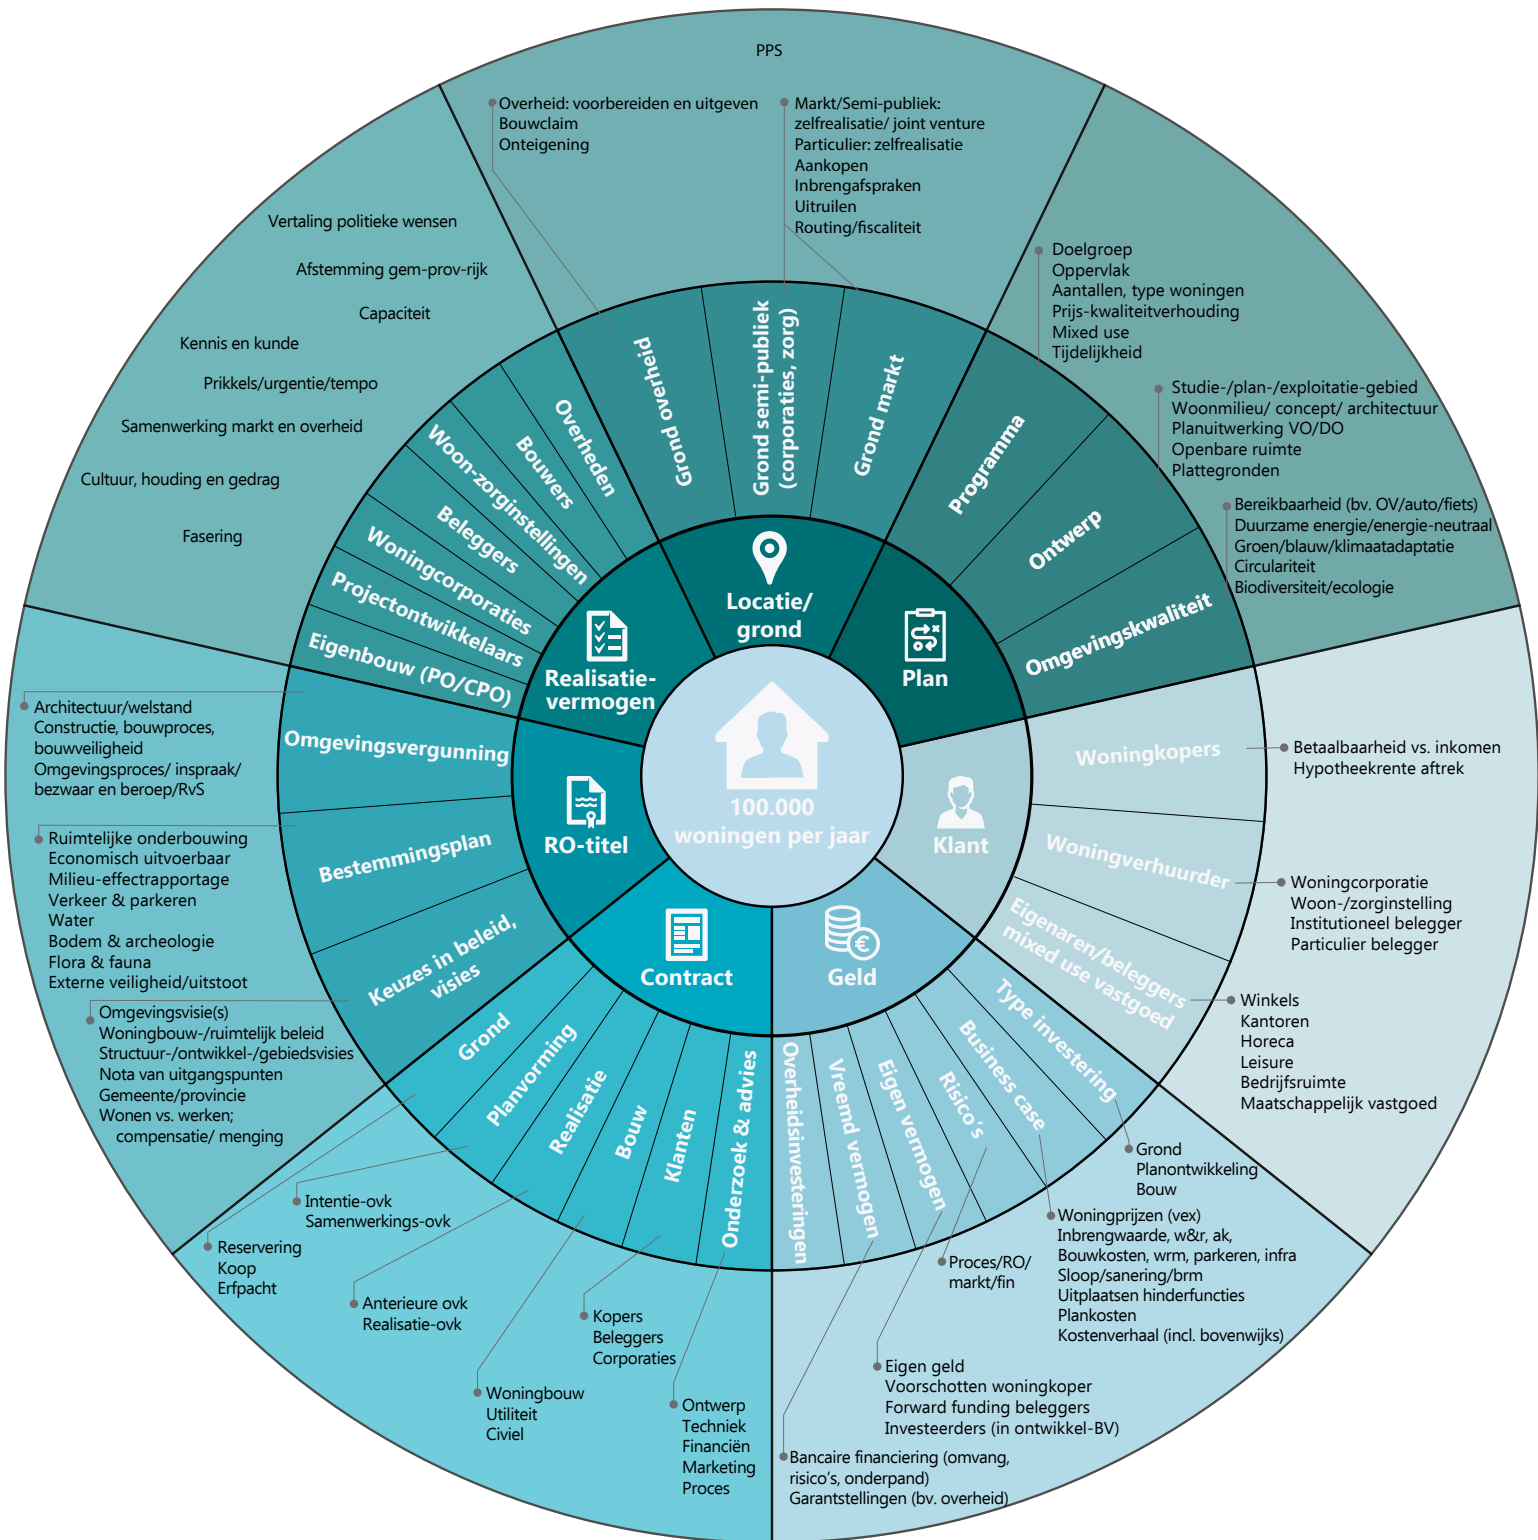 PPS
Overheid: voorbereiden en uitgeven
Bouwclaim
Onteigening
Markt/Semi-publiek:
zelfrealisatie/ joint venture
Particulier: zelfrealisatie
Aankopen
Inbrengafspraken
Uitruilen
Routing/fiscaliteit
Vertaling politieke wensen
Afstemming gem-prov-rijk
Capaciteit
Kennis en kunde
Prikkels/urgentie/tempo
Samenwerking markt en overheid
Cultuur, houding en gedrag
Fasering
Doelgroep
Oppervlak
Aantallen, type woningen
Prijs-kwaliteitverhouding
Mixed use
Tijdelijkheid
Studie-/plan-/exploitatie-gebied
Woonmilieu/ concept/ architectuur
Planuitwerking VO/DO
Openbare ruimte
Plattegronden
Bereikbaarheid (bv. OV/auto/fiets)
Duurzame energie/energie-neutraal
Groen/blauw/klimaatadaptatie
Circulariteit
Biodiversiteit/ecologie
Grond overheid
Grond semi-publiek
(corporaties, zorg)
Grond markt
Programma
Ontwerp
Omgevingskwaliteit
Overheden
Bouwers
Woon-zorginstellingen
Beleggers
Woningcorporaties
Projectontwikkelaars
Eigenbouw (PO/CPO)
Locatie/
grond
Realisatie-
vermogen
Plan
100.000
woningen per jaar
RO-titel
Klant
Contract
Geld
Omgevingsvergunning
Bestemmingsplan
Keuzes in beleid,
visies
Woningkopers
Woningverhuurder
Eigenaren/beleggers
mixed use vastgoed
Grond
Planvorming
Realisatie
Bouw
Klanten
Onderzoek & advies
Overheidsinvesteringen
Vreemd vermogen
Eigen vermogen
Risico's
Business case
Type investering
Architectuur/welstand
Constructie, bouwproces,
bouwveiligheid
Omgevingsproces/ inspraak/
bezwaar en beroep/RvS
Ruimtelijke onderbouwing
Economisch uitvoerbaar
Milieu-effectrapportage
Verkeer & parkeren
Water
Bodem & archeologie
Flora & fauna
Externe veiligheid/uitstoot
Omgevingsvisie(s)
Woningbouw-/ruimtelijk beleid
Structuur-/ontwikkel-/gebiedsvisies
Nota van uitgangspunten
Gemeente/provincie
Wonen vs. werken;
compensatie/ menging
Betaalbaarheid vs. inkomen
Hypotheekrente aftrek
Woningcorporatie
Woon-/zorginstelling
Institutioneel belegger
Particulier belegger
Winkels
Kantoren
Horeca
Leisure
Bedrijfsruimte
Maatschappelijk vastgoed
Grond
Planontwikkeling
Bouw
Woningprijzen (vex)
Inbrengwaarde, w&r, ak,
Bouwkosten, wrm, parkeren, infra
Sloop/sanering/brm
Uitplaatsen hinderfuncties
Plankosten
Kostenverhaal (incl. bovenwijks)
Proces/RO/
markt/fin
Eigen geld
Voorschotten woningkoper
Forward funding beleggers
Investeerders (in ontwikkel-BV)
Bancaire financiering (omvang,
risico's, onderpand)
Garantstellingen (bv. overheid)
Reservering
Koop
Erfpacht
Intentie-ovk
Samenwerkings-ovk
Anterieure ovk
Realisatie-ovk
Woningbouw
Utiliteit
Civiel
Kopers
Beleggers
Corporaties
Ontwerp
Techniek
Financiën
Marketing
Proces